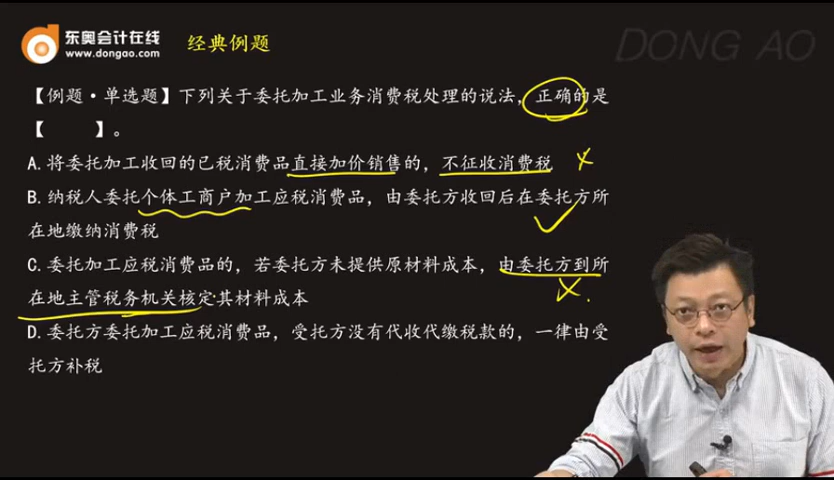 东奥会计在线
www.dongao.com
经典例题
DONG AO
【例题·单选题】下列关于委托加工业务消费税处理的说法，正确的是
【 】。
A.将委托加工收回的已税消费品直接加价销售的，不征收消费税
B.纳税人委托个体工商户加工应税消费品，由委托方收回后在委托方所
在地缴纳消费税
C.委托加工应税消费品的，若委托方未提供原材料成本，由委托方到所
在地主管税务机关核定其材料成本
D.委托方委托加工应税消费品，受托方没有代收代缴税款的，一律由受
托方补税